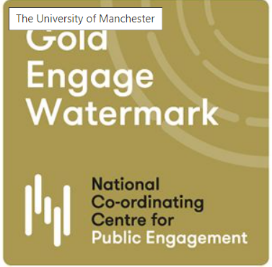 The University of Manchester
Gold
Engage
Watermark
National
Co-ordinating
Centre for
Public Engagement